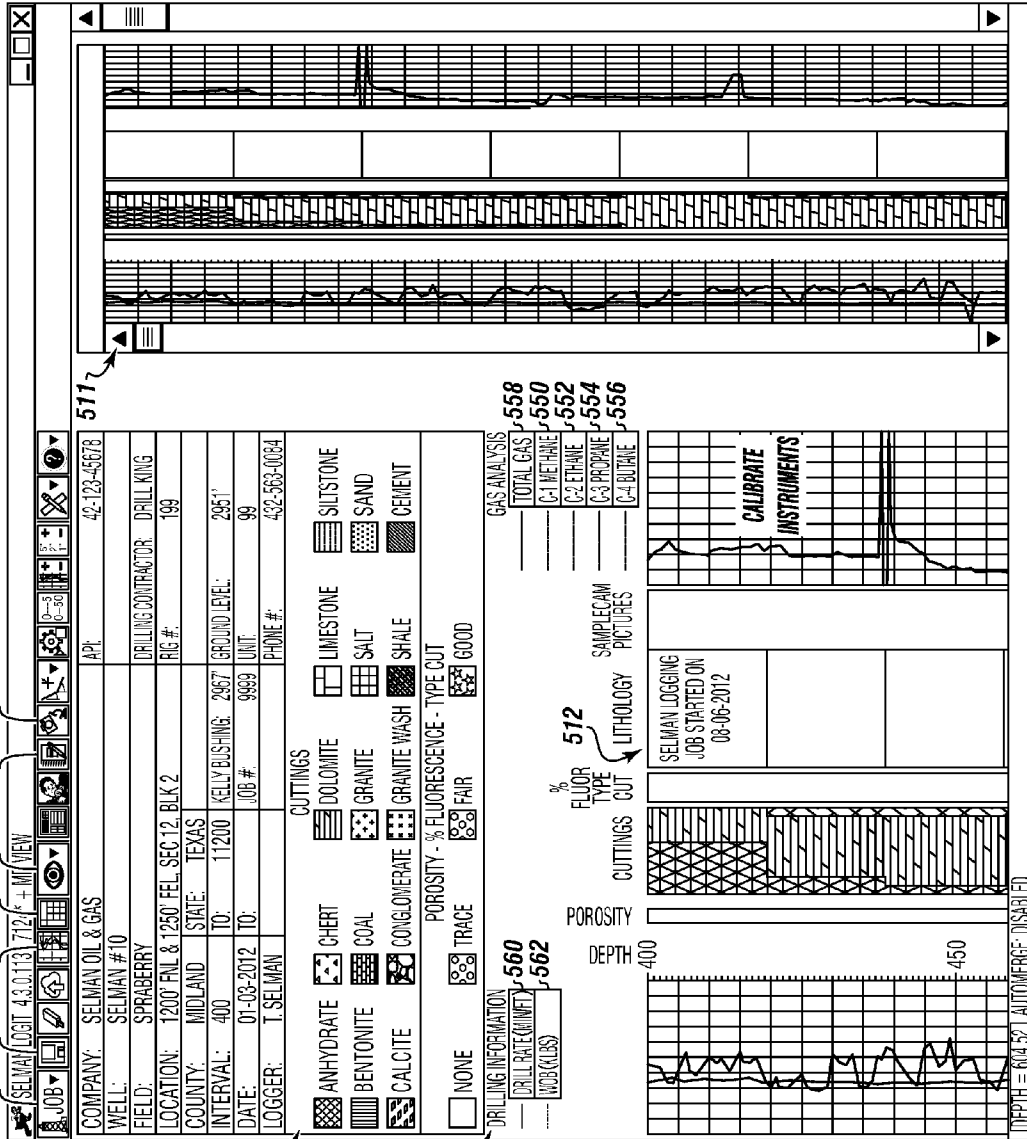 SELMAN LOGIT 4.3.0.113
VIEW
JOB
0---5
0--50
COMPANY: SELMAN OIL & GAS API: 42-123-45678
WELL: SELMAN #10
FIELD: SPRABERRY DRILLING CONTRACTOR: DRILL KING
LOCATION: 1200' FNL & 1250' FEL, SEC 12, BLK 2 RIG #: 199
COUNTY: MIDLAND STATE: TEXAS
INTERVAL: 400 TO: 11200 KELLY BUSHING: 2967' GROUND LEVEL: 2951'
DATE: 01-03-2012 TO: JOB #: 9999 UNIT: 99
LOGGER: T. SELMAN PHONE #: 432-563-0084
511
CUTTINGS
ANHYDRATE CHERT DOLOMITE LIMESTONE SILTSTONE
BENTONITE COAL GRANITE SALT SAND
CALCITE CONGLOMERATE GRANITE WASH SHALE CEMENT
POROSITY - % FLUORESCENCE - TYPE CUT
NONE TRACE FAIR GOOD
DRILLING INFORMATION
DRILL RATE(MIN/FT) 560
WOB(KLBS) 562
GAS ANALYSIS
TOTAL GAS 558
C-1 METHANE 550
C-2 ETHANE 552
C-3 PROPANE 554
C-4 BUTANE 556
DEPTH POROSITY CUTTINGS % FLUOR TYPE CUT LITHOLOGY SAMPLECAM PICTURES
512
400
SELMAN LOGGING
JOB STARTED ON
08-06-2012
CALIBRATE
INSTRUMENTS
450
DEPTH = 604.52 AUTOMERGE: DISABLED